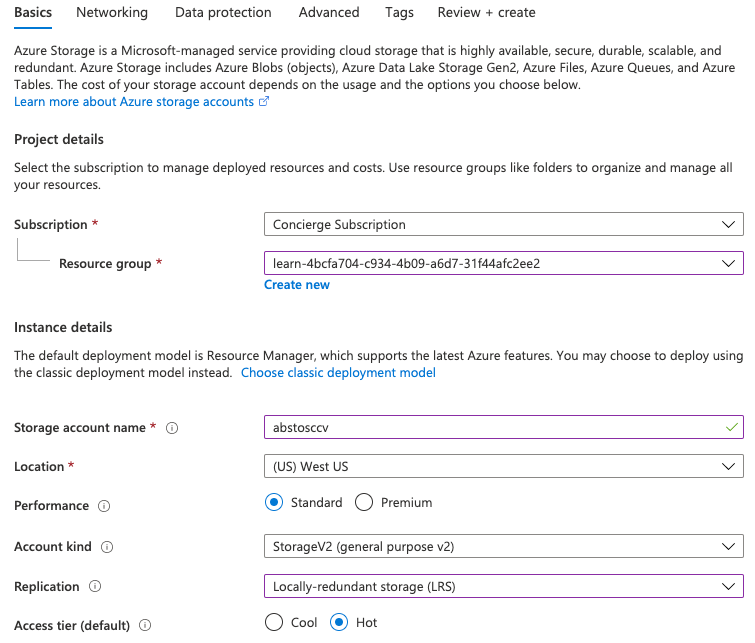 Basics Networking Data protection Advanced Tags Review + create
Azure Storage is a Microsoft-managed service providing cloud storage that is highly available, secure, durable, scalable, and
redundant. Azure Storage includes Azure Blobs (objects), Azure Data Lake Storage Gen2, Azure Files, Azure Queues, and Azure
Tables. The cost of your storage account depends on the usage and the options you choose below.
Learn more about Azure storage accounts
Project details
Select the subscription to manage deployed resources and costs. Use resource groups like folders to organize and manage all
your resources.
Subscription * Concierge Subscription
Resource group * learn-4bcfa704-c934-4b09-a6d7-31f44afc2ee2
Create new
Instance details
The default deployment model is Resource Manager, which supports the latest Azure features. You may choose to deploy using
the classic deployment model instead. Choose classic deployment model
Storage account name * abstosccv
Location * (US) West US
Performance Standard Premium
Account kind StorageV2 (general purpose v2)
Replication Locally-redundant storage (LRS)
Access tier (default) Cool Hot